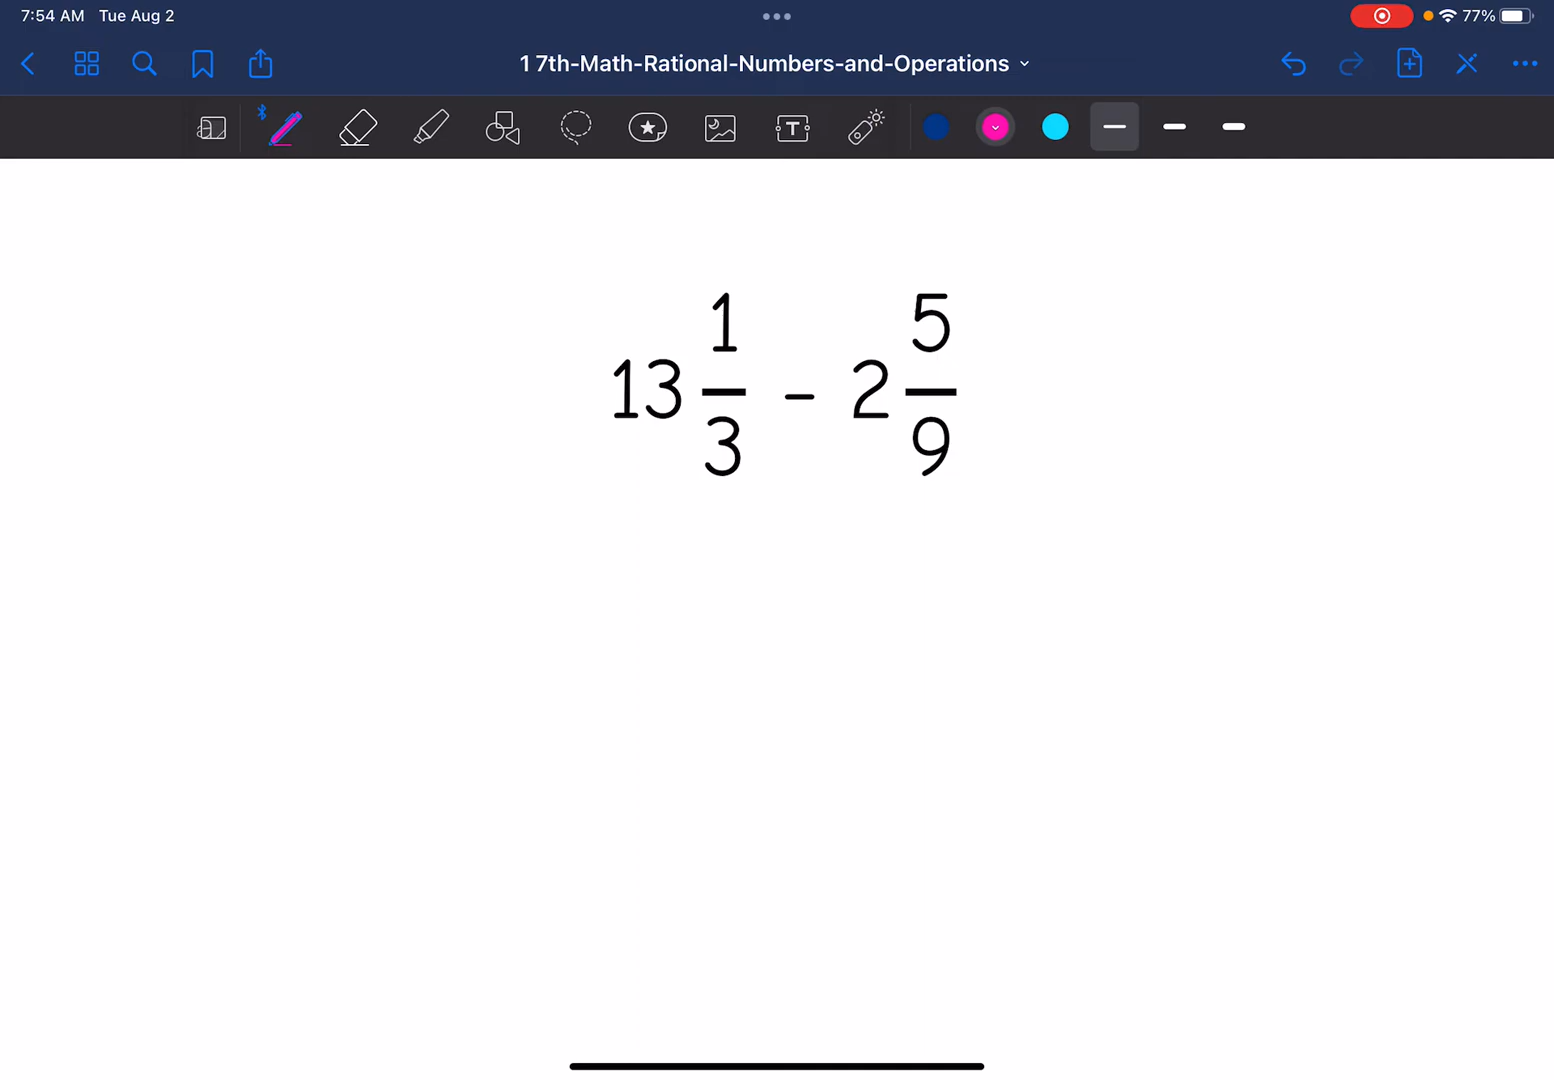 7:54 AM Tue Aug 2
77%
1 7th-Math-Rational-Numbers-and-Operations
T
13 1/3 - 2 5/9